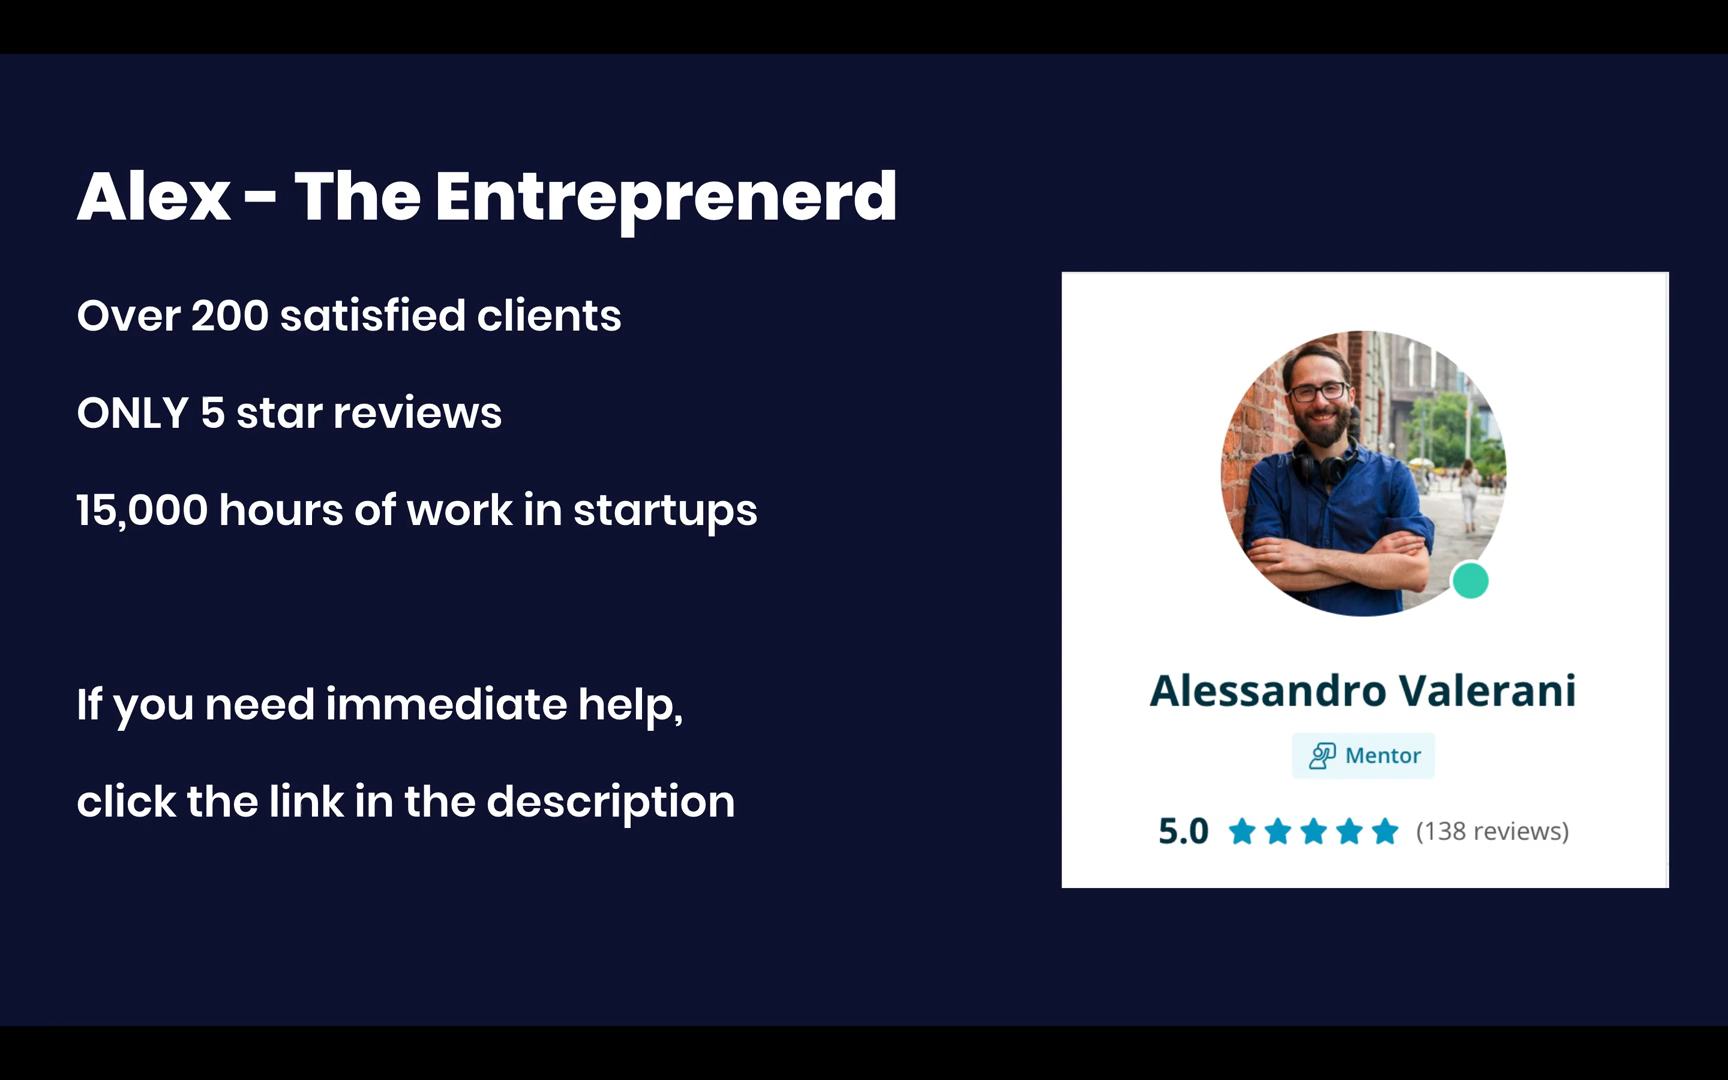 Alex - The Entreprenerd
Over 200 satisfied clients
ONLY 5 star reviews
15,000 hours of work in startups
If you need immediate help,
click the link in the description
Alessandro Valerani
Mentor
5.0 (138 reviews)